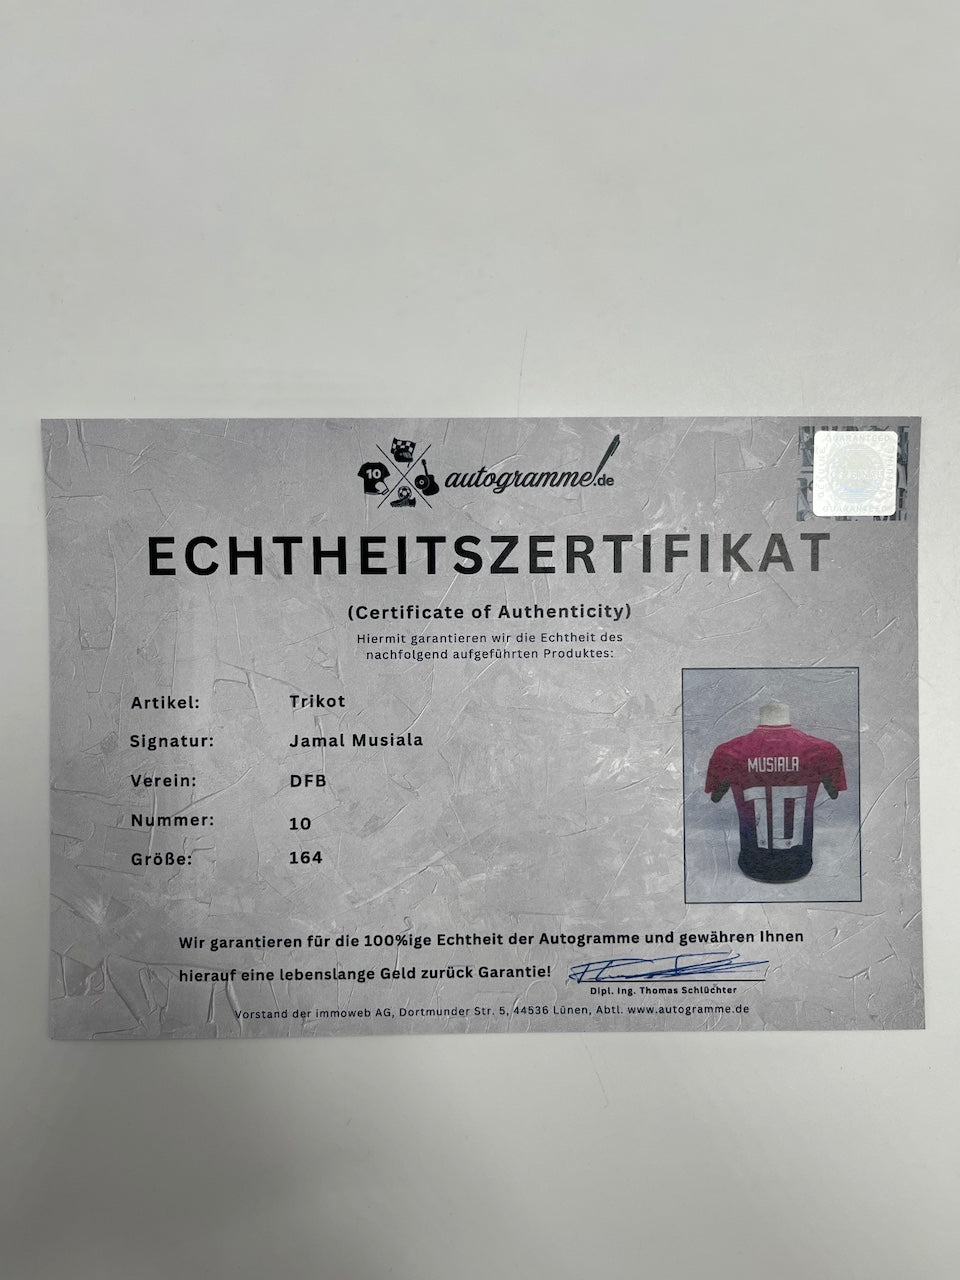 10
autogramme.de
GUARANTEED
GENUINE
GUARANTEED
ECHTHEITSZERTIFIKAT
(Certificate of Authenticity)
Hiermit garantieren wir die Echtheit des
nachfolgend aufgeführten Produktes:
Artikel: Trikot
Signatur: Jamal Musiala
Verein: DFB
Nummer: 10
Größe: 164
MUSIALA
10
Wir garantieren für die 100%ige Echtheit der Autogramme und gewähren Ihnen
hierauf eine lebenslange Geld zurück Garantie!
Dipl. Ing. Thomas Schlüchter
Vorstand der immoweb AG, Dortmunder Str. 5, 44536 Lünen, Abtl. www.autogramme.de